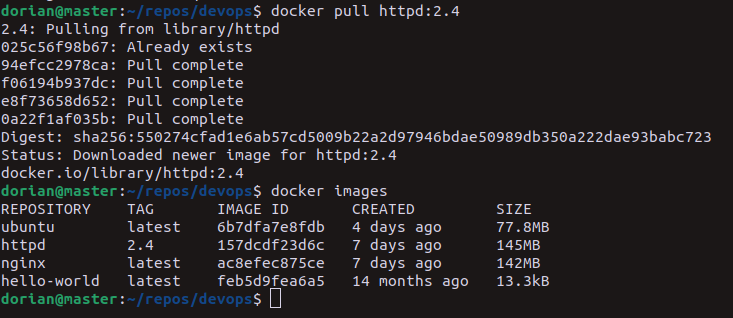 dorian@master:~/repos/devops$ docker pull httpd:2.4
2.4: Pulling from library/httpd
025c56f98b67: Already exists
94efcc2978ca: Pull complete
f06194b937dc: Pull complete
e8f73658d652: Pull complete
0a22f1af035b: Pull complete
Digest: sha256:550274cfad1e6ab57cd5009b22a2d97946bdae50989db350a222dae93babc723
Status: Downloaded newer image for httpd:2.4
docker.io/library/httpd:2.4
dorian@master:~/repos/devops$ docker images
REPOSITORY    TAG       IMAGE ID       CREATED         SIZE
ubuntu        latest    6b7dfa7e8fdb   4 days ago      77.8MB
httpd         2.4       157dcdf23d6c   7 days ago      145MB
nginx         latest    ac8efec875ce   7 days ago      142MB
hello-world   latest    feb5d9fea6a5   14 months ago   13.3kB
dorian@master:~/repos/devops$